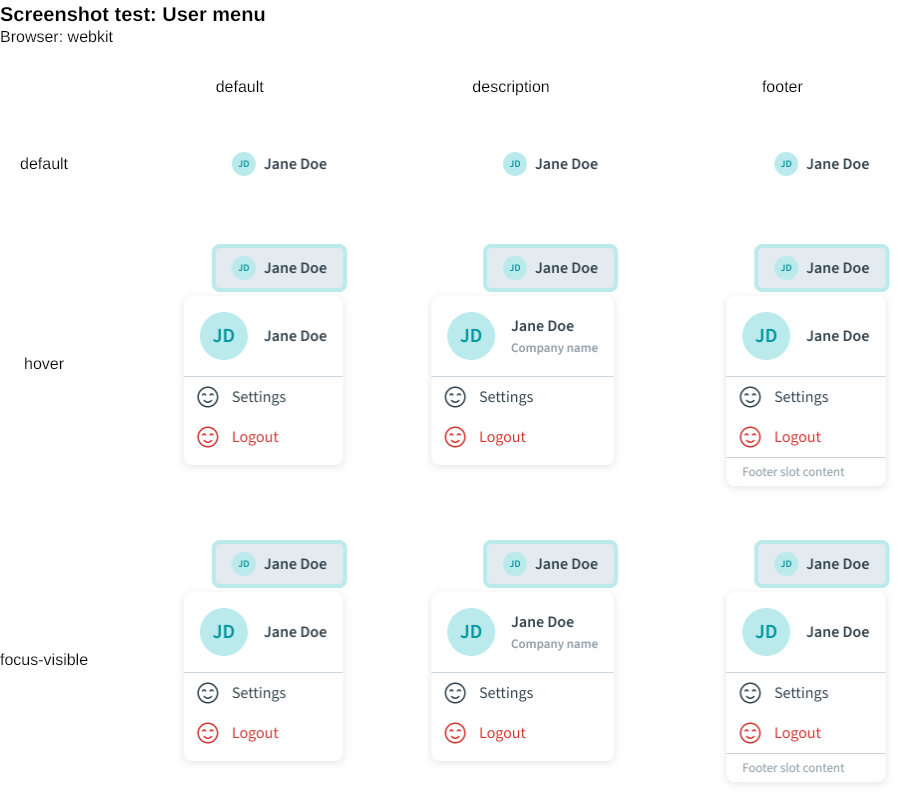 Screenshot test: User menu
Browser: webkit
default description footer
default JD Jane Doe JD Jane Doe JD Jane Doe
hover
JD Jane Doe
JD Jane Doe
Settings
Logout
JD Jane Doe
JD Jane Doe
Company name
Settings
Logout
JD Jane Doe
JD Jane Doe
Settings
Logout
Footer slot content
focus-visible
JD Jane Doe
JD Jane Doe
Settings
Logout
JD Jane Doe
JD Jane Doe
Company name
Settings
Logout
JD Jane Doe
JD Jane Doe
Settings
Logout
Footer slot content